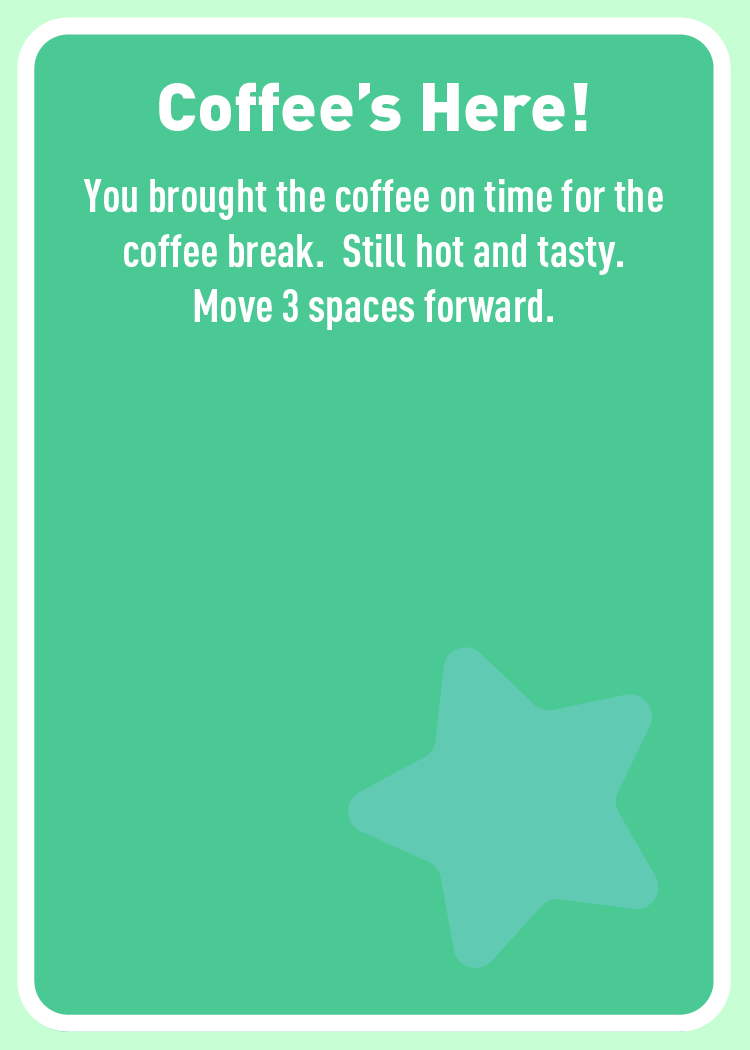 Coffee’s Here!
You brought the coffee on time for the
coffee break.  Still hot and tasty.
Move 3 spaces forward.